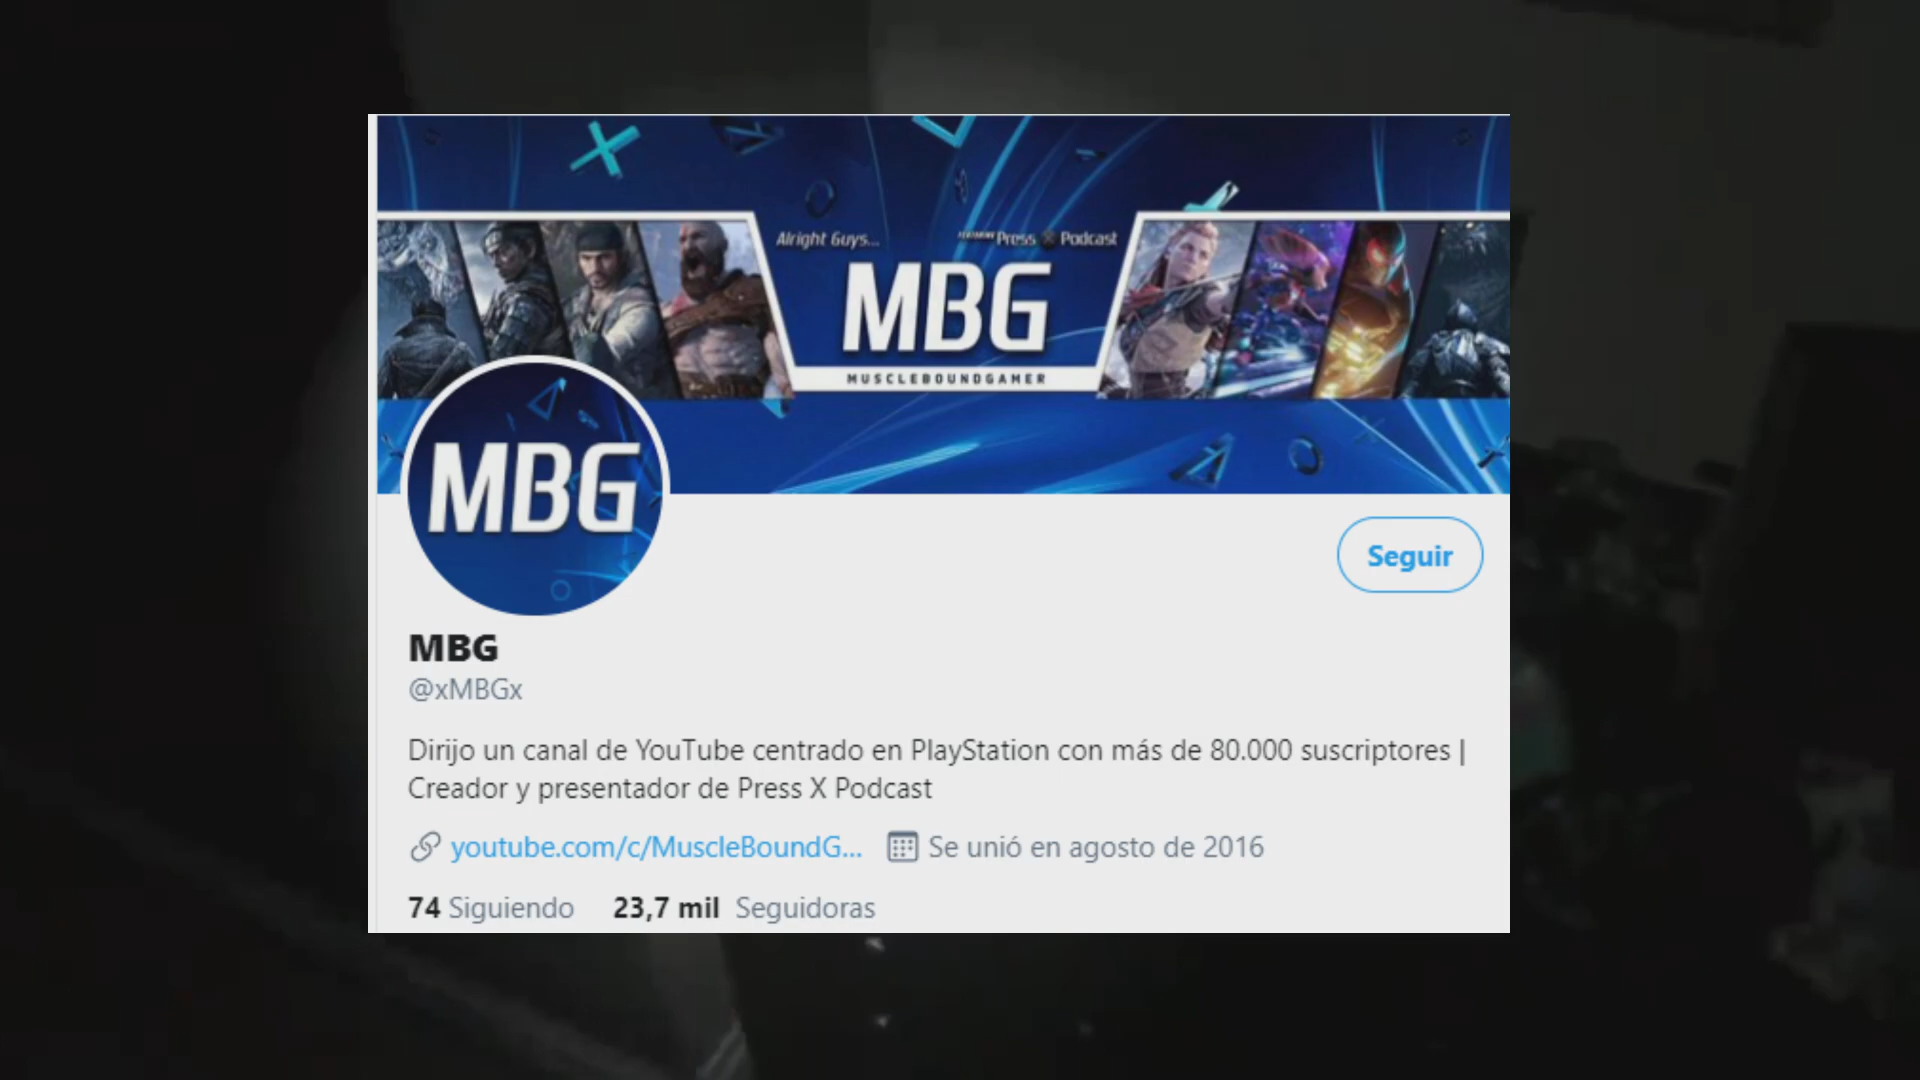 Alright Guys...
FEATURING Press X Podcast
MBG
MUSCLEBOUNDGAMER
MBG
Seguir
MBG
@xMBGx
Dirijo un canal de YouTube centrado en PlayStation con más de 80.000 suscriptores |
Creador y presentador de Press X Podcast
youtube.com/c/MuscleBoundG... Se unió en agosto de 2016
74 Siguiendo 23,7 mil Seguidoras